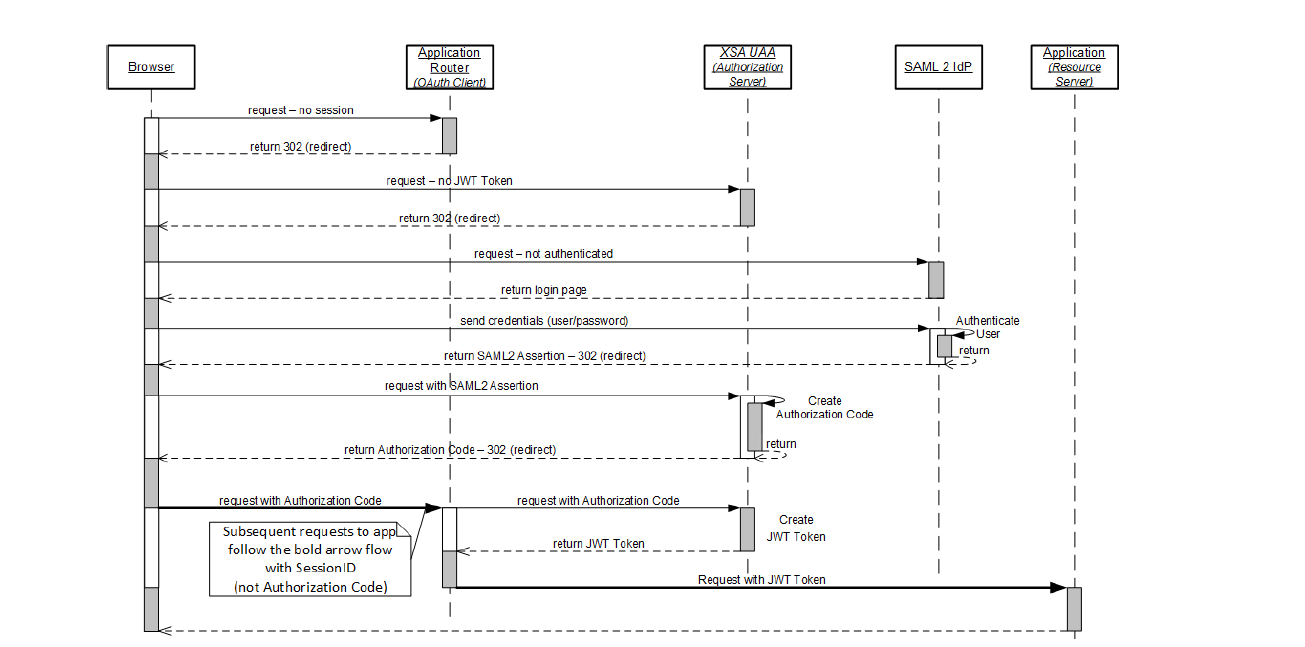 Browser
Application
Router
(OAuth Client)
XSA UAA
(Authorization
Server)
SAML 2 IdP
Application
(Resource
Server)
request – no session
return 302 (redirect)
request – no JWT Token
return 302 (redirect)
request – not authenticated
return login page
send credentials (user/password)
Authenticate
User
return
return SAML2 Assertion – 302 (redirect)
request with SAML2 Assertion
Create
Authorization Code
return
return Authorization Code – 302 (redirect)
request with Authorization Code
request with Authorization Code
Create
JWT Token
Subsequent requests to app
follow the bold arrow flow
with SessionID
(not Authorization Code)
return JWT Token
Request with JWT Token